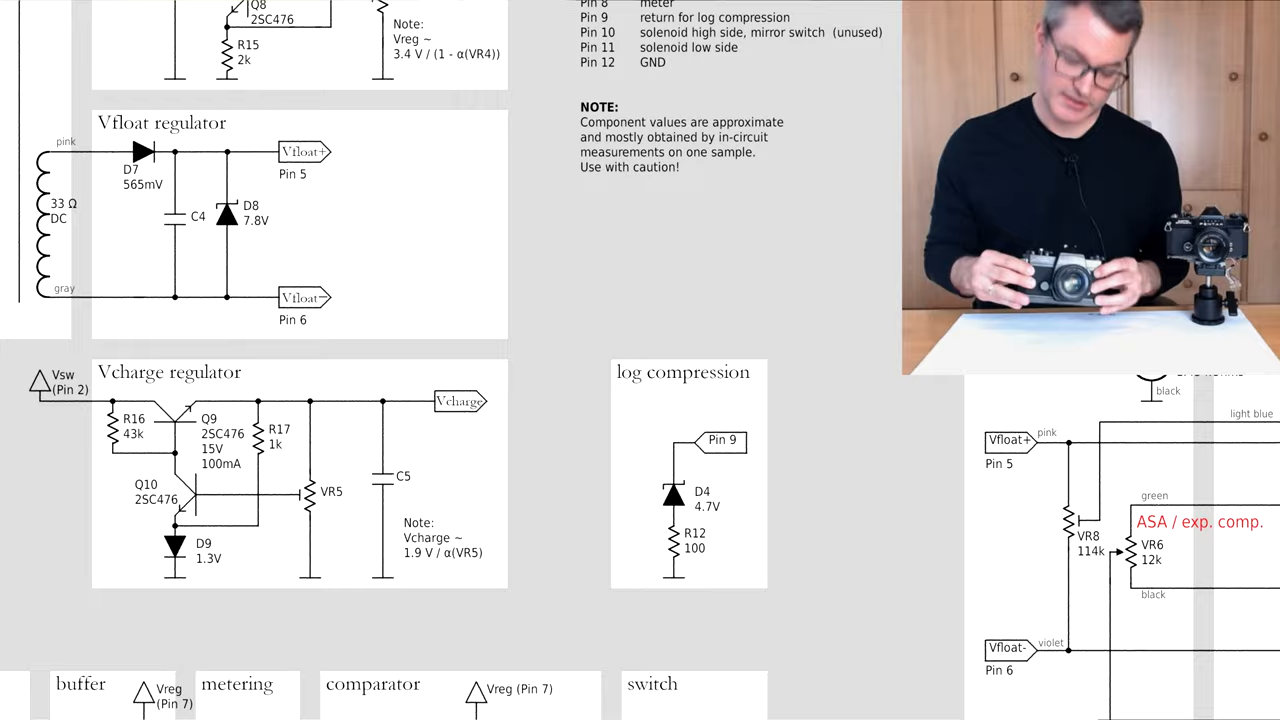 Q8
2SC476
R15
2k
Note:
Vreg ~
3.4 V / (1 - α(VR4))
Pin 8 meter
Pin 9 return for log compression
Pin 10 solenoid high side, mirror switch (unused)
Pin 11 solenoid low side
Pin 12 GND
NOTE:
Component values are approximate
and mostly obtained by in-circuit
measurements on one sample.
Use with caution!
Vfloat regulator
pink
D7
565mV
Vfloat+
Pin 5
33 Ω
DC
C4
D8
7.8V
gray
Vfloat−
Pin 6
Vcharge regulator
Vsw
(Pin 2)
R16
43k
Q9
2SC476
15V
100mA
R17
1k
Vcharge
Q10
2SC476
VR5
C5
D9
1.3V
Note:
Vcharge ~
1.9 V / α(VR5)
log compression
Pin 9
D4
4.7V
R12
100
PENTAX
black
light blue
Vfloat+
pink
Pin 5
green
ASA / exp. comp.
VR8
114k
VR6
12k
black
Vfloat-
violet
Pin 6
buffer
Vreg
(Pin 7)
metering
comparator
Vreg (Pin 7)
switch